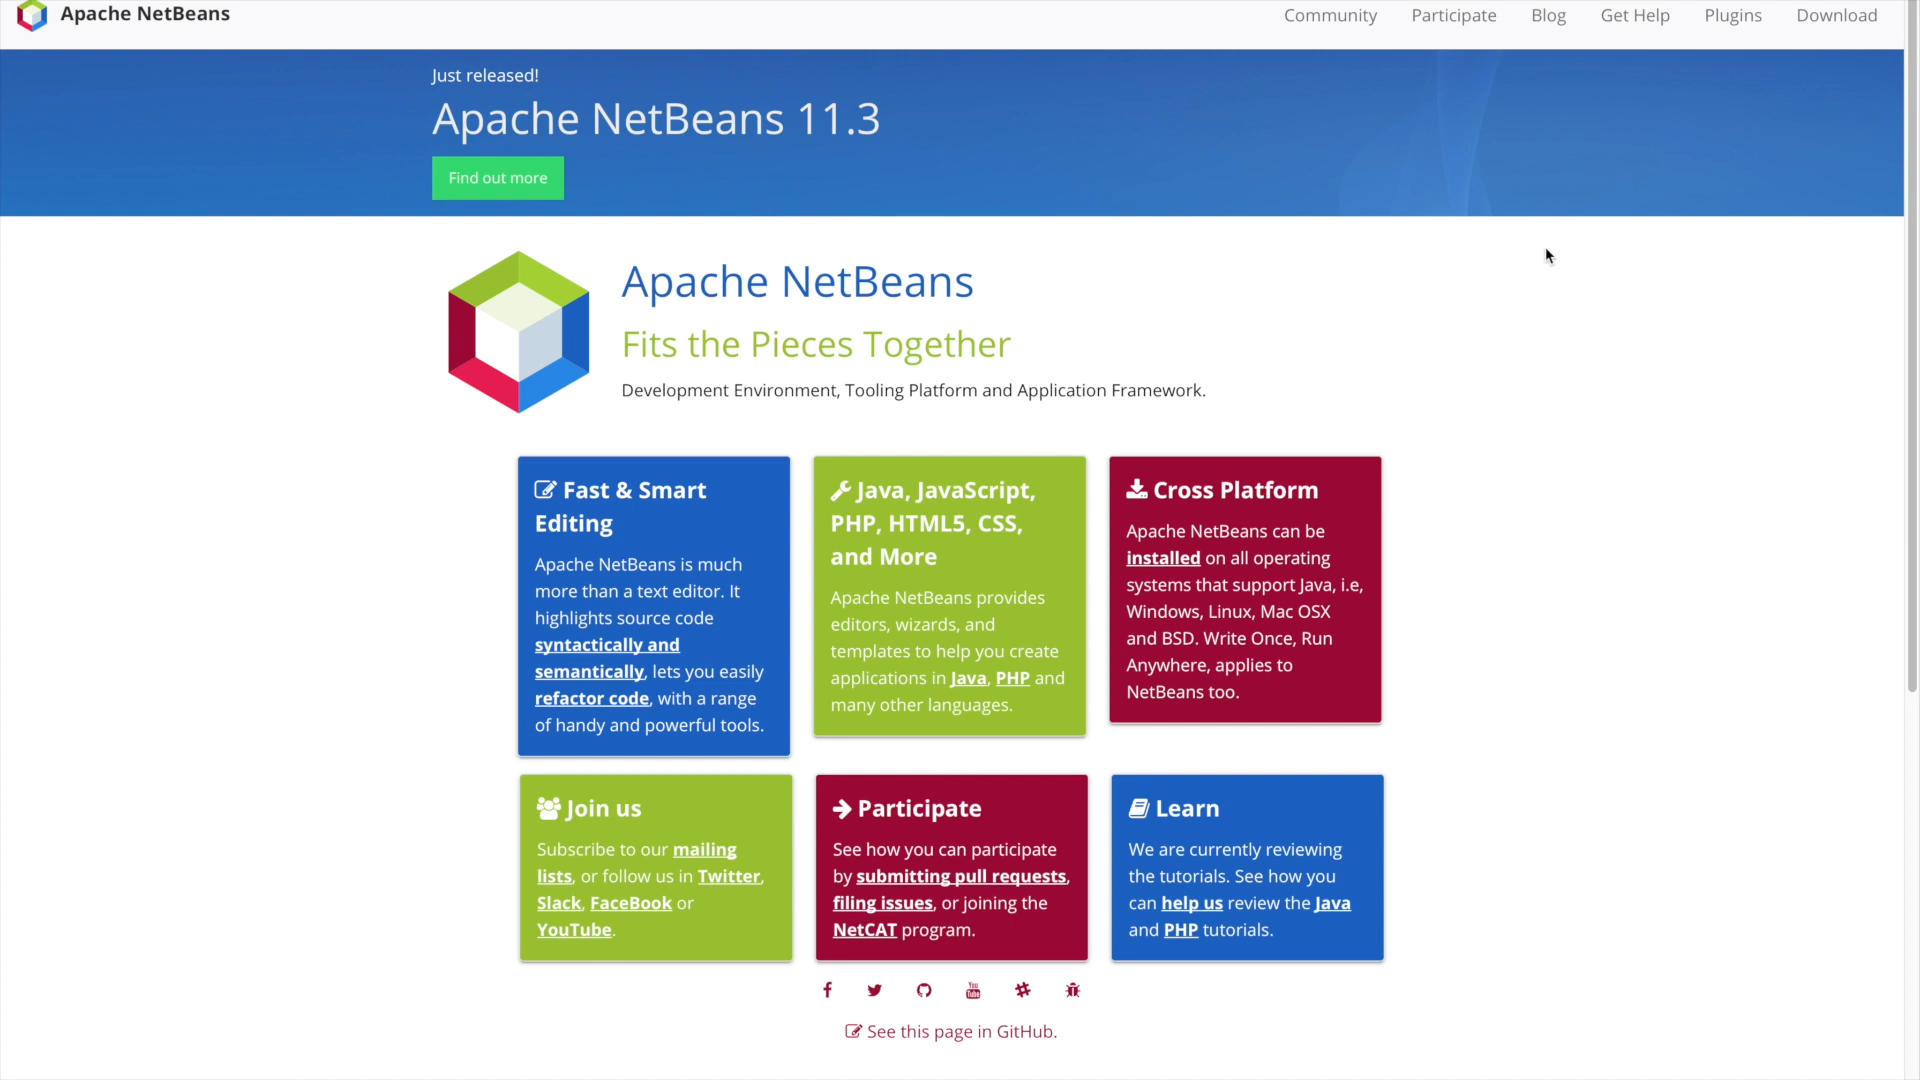 Apache NetBeans
Community Participate Blog Get Help Plugins Download
Just released!
Apache NetBeans 11.3
Find out more
Apache NetBeans
Fits the Pieces Together
Development Environment, Tooling Platform and Application Framework.
Fast & Smart
Editing
Apache NetBeans is much
more than a text editor. It
highlights source code
syntactically and
semantically, lets you easily
refactor code, with a range
of handy and powerful tools.
Java, JavaScript,
PHP, HTML5, CSS,
and More
Apache NetBeans provides
editors, wizards, and
templates to help you create
applications in Java, PHP and
many other languages.
Cross Platform
Apache NetBeans can be
installed on all operating
systems that support Java, i.e,
Windows, Linux, Mac OSX
and BSD. Write Once, Run
Anywhere, applies to
NetBeans too.
Join us
Subscribe to our mailing
lists, or follow us in Twitter,
Slack, FaceBook or
YouTube.
Participate
See how you can participate
by submitting pull requests,
filing issues, or joining the
NetCAT program.
Learn
We are currently reviewing
the tutorials. See how you
can help us review the Java
and PHP tutorials.
You
Tube
See this page in GitHub.